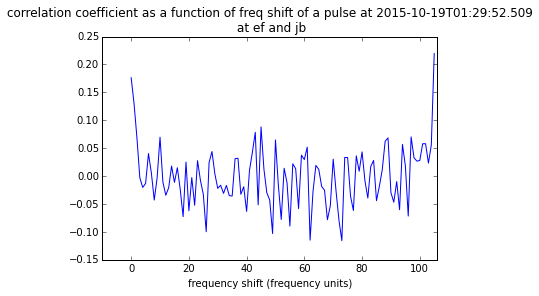 correlation coefficient as a function of freq shift of a pulse at 2015-10-19T01:29:52.509
at ef and jb
0.25
0.20
0.15
0.10
0.05
0.00
−0.05
−0.10
−0.15
0 20 40 60 80 100
frequency shift (frequency units)